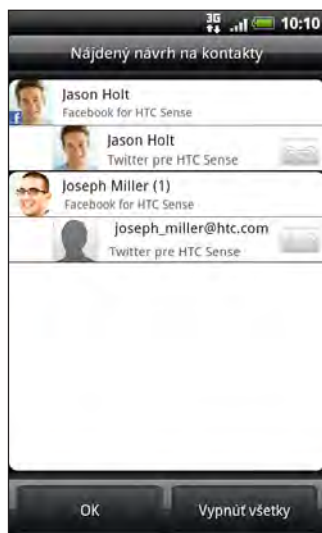 3G 10:10
Nájdený návrh na kontakty
Jason Holt
Facebook for HTC Sense
Jason Holt
Twitter pre HTC Sense
Joseph Miller (1)
Facebook for HTC Sense
joseph_miller@htc.com
Twitter pre HTC Sense
OK Vypnúť všetky